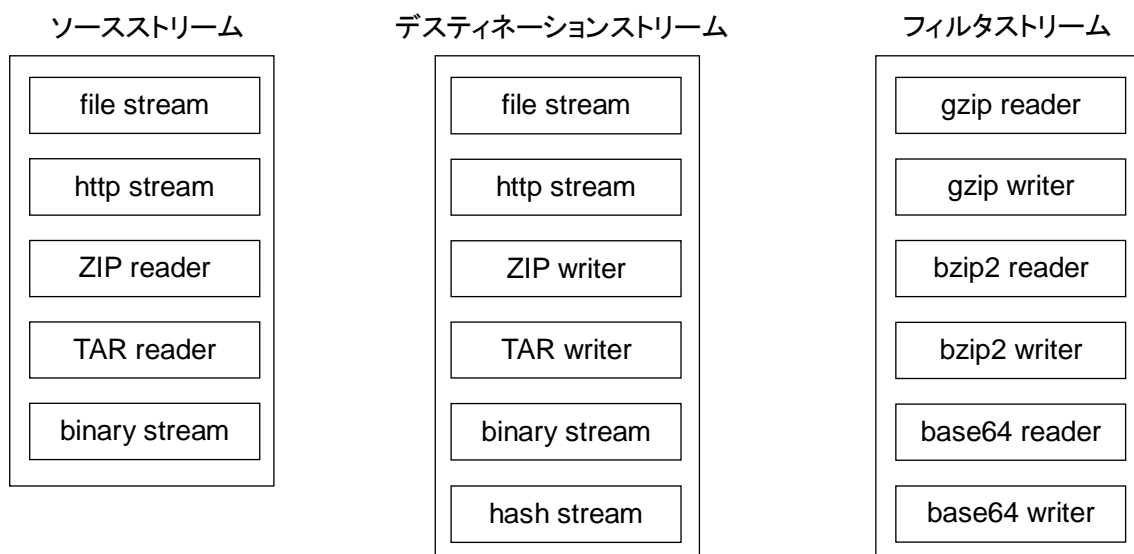 ソースストリーム
file stream
http stream
ZIP reader
TAR reader
binary stream
デスティネーションストリーム
file stream
http stream
ZIP writer
TAR writer
binary stream
hash stream
フィルタストリーム
gzip reader
gzip writer
bzip2 reader
bzip2 writer
base64 reader
base64 writer